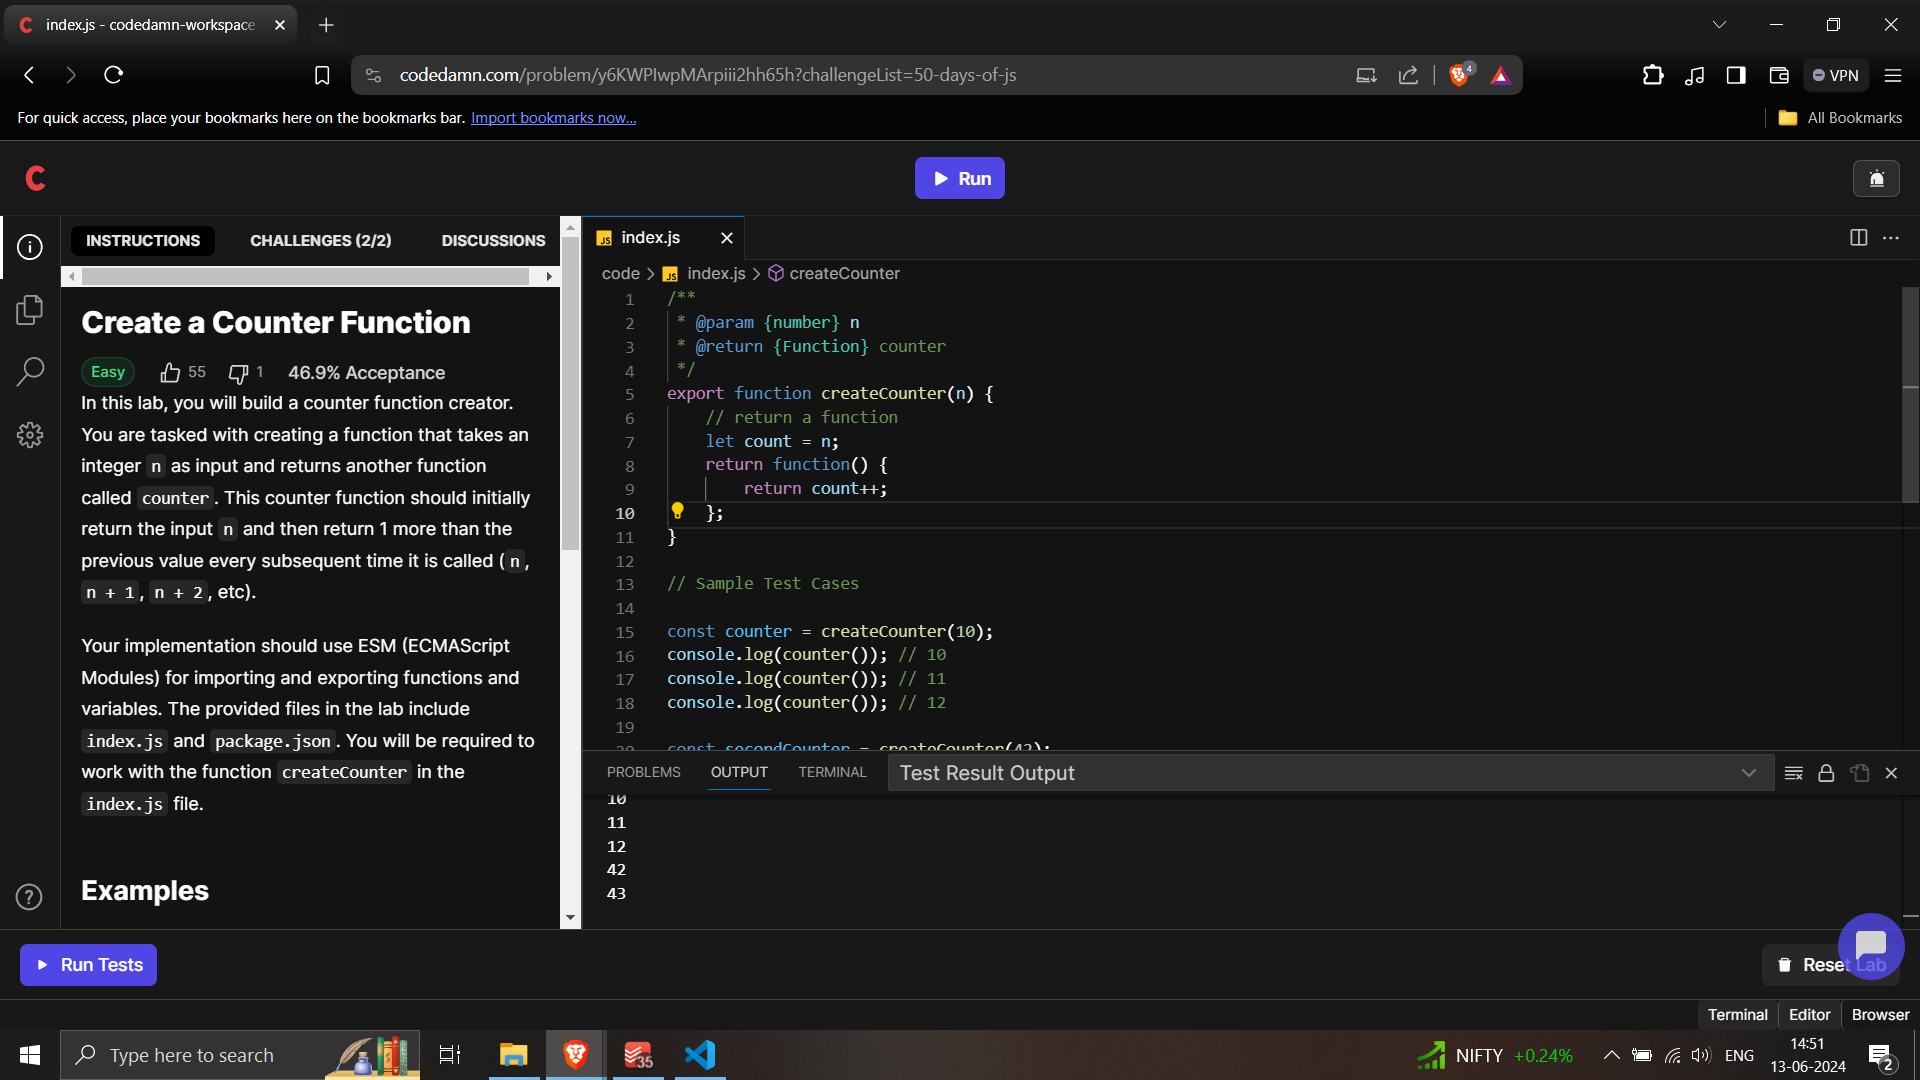 index.js - codedamn-workspace
codedamn.com/problem/y6KWPIwpMArpiii2hh65h?challengeList=50-days-of-js
4
VPN
For quick access, place your bookmarks here on the bookmarks bar. Import bookmarks now...
All Bookmarks
Run
INSTRUCTIONS
CHALLENGES (2/2)
DISCUSSIONS
Create a Counter Function
Easy
55
1
46.9% Acceptance
In this lab, you will build a counter function creator.
You are tasked with creating a function that takes an
integer n as input and returns another function
called counter. This counter function should initially
return the input n and then return 1 more than the
previous value every subsequent time it is called (n,
n + 1, n + 2, etc).
Your implementation should use ESM (ECMAScript
Modules) for importing and exporting functions and
variables. The provided files in the lab include
index.js and package.json. You will be required to
work with the function createCounter in the
index.js file.
Examples
JS index.js
code > JS index.js > createCounter
1 /**
2 * @param {number} n
3 * @return {Function} counter
4 */
5 export function createCounter(n) {
6 // return a function
7 let count = n;
8 return function() {
9 return count++;
10 };
11 }
12
13 // Sample Test Cases
14
15 const counter = createCounter(10);
16 console.log(counter()); // 10
17 console.log(counter()); // 11
18 console.log(counter()); // 12
19
20 const secondCounter = createCounter(42);
PROBLEMS
OUTPUT
TERMINAL
Test Result Output
10
11
12
42
43
Run Tests
Reset Lab
Terminal
Editor
Browser
Type here to search
35
NIFTY +0.24%
ENG
14:51
13-06-2024
2